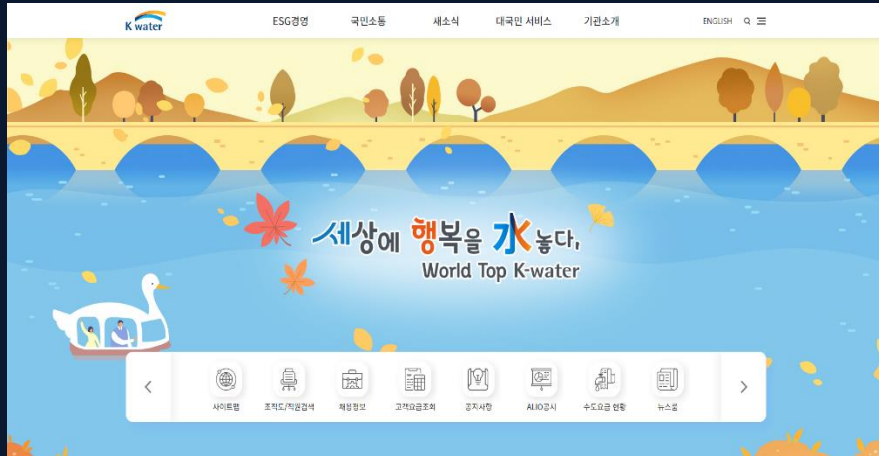 K water
ESG경영 국민소통 새소식 대국민 서비스 기관소개 ENGLISH
세상에 행복을 水놓다,
World Top K-water
사이트맵 조직도/직원검색 채용정보 고객요금조회 공지사항 ALIO공시 수도요금 현황 뉴스룸